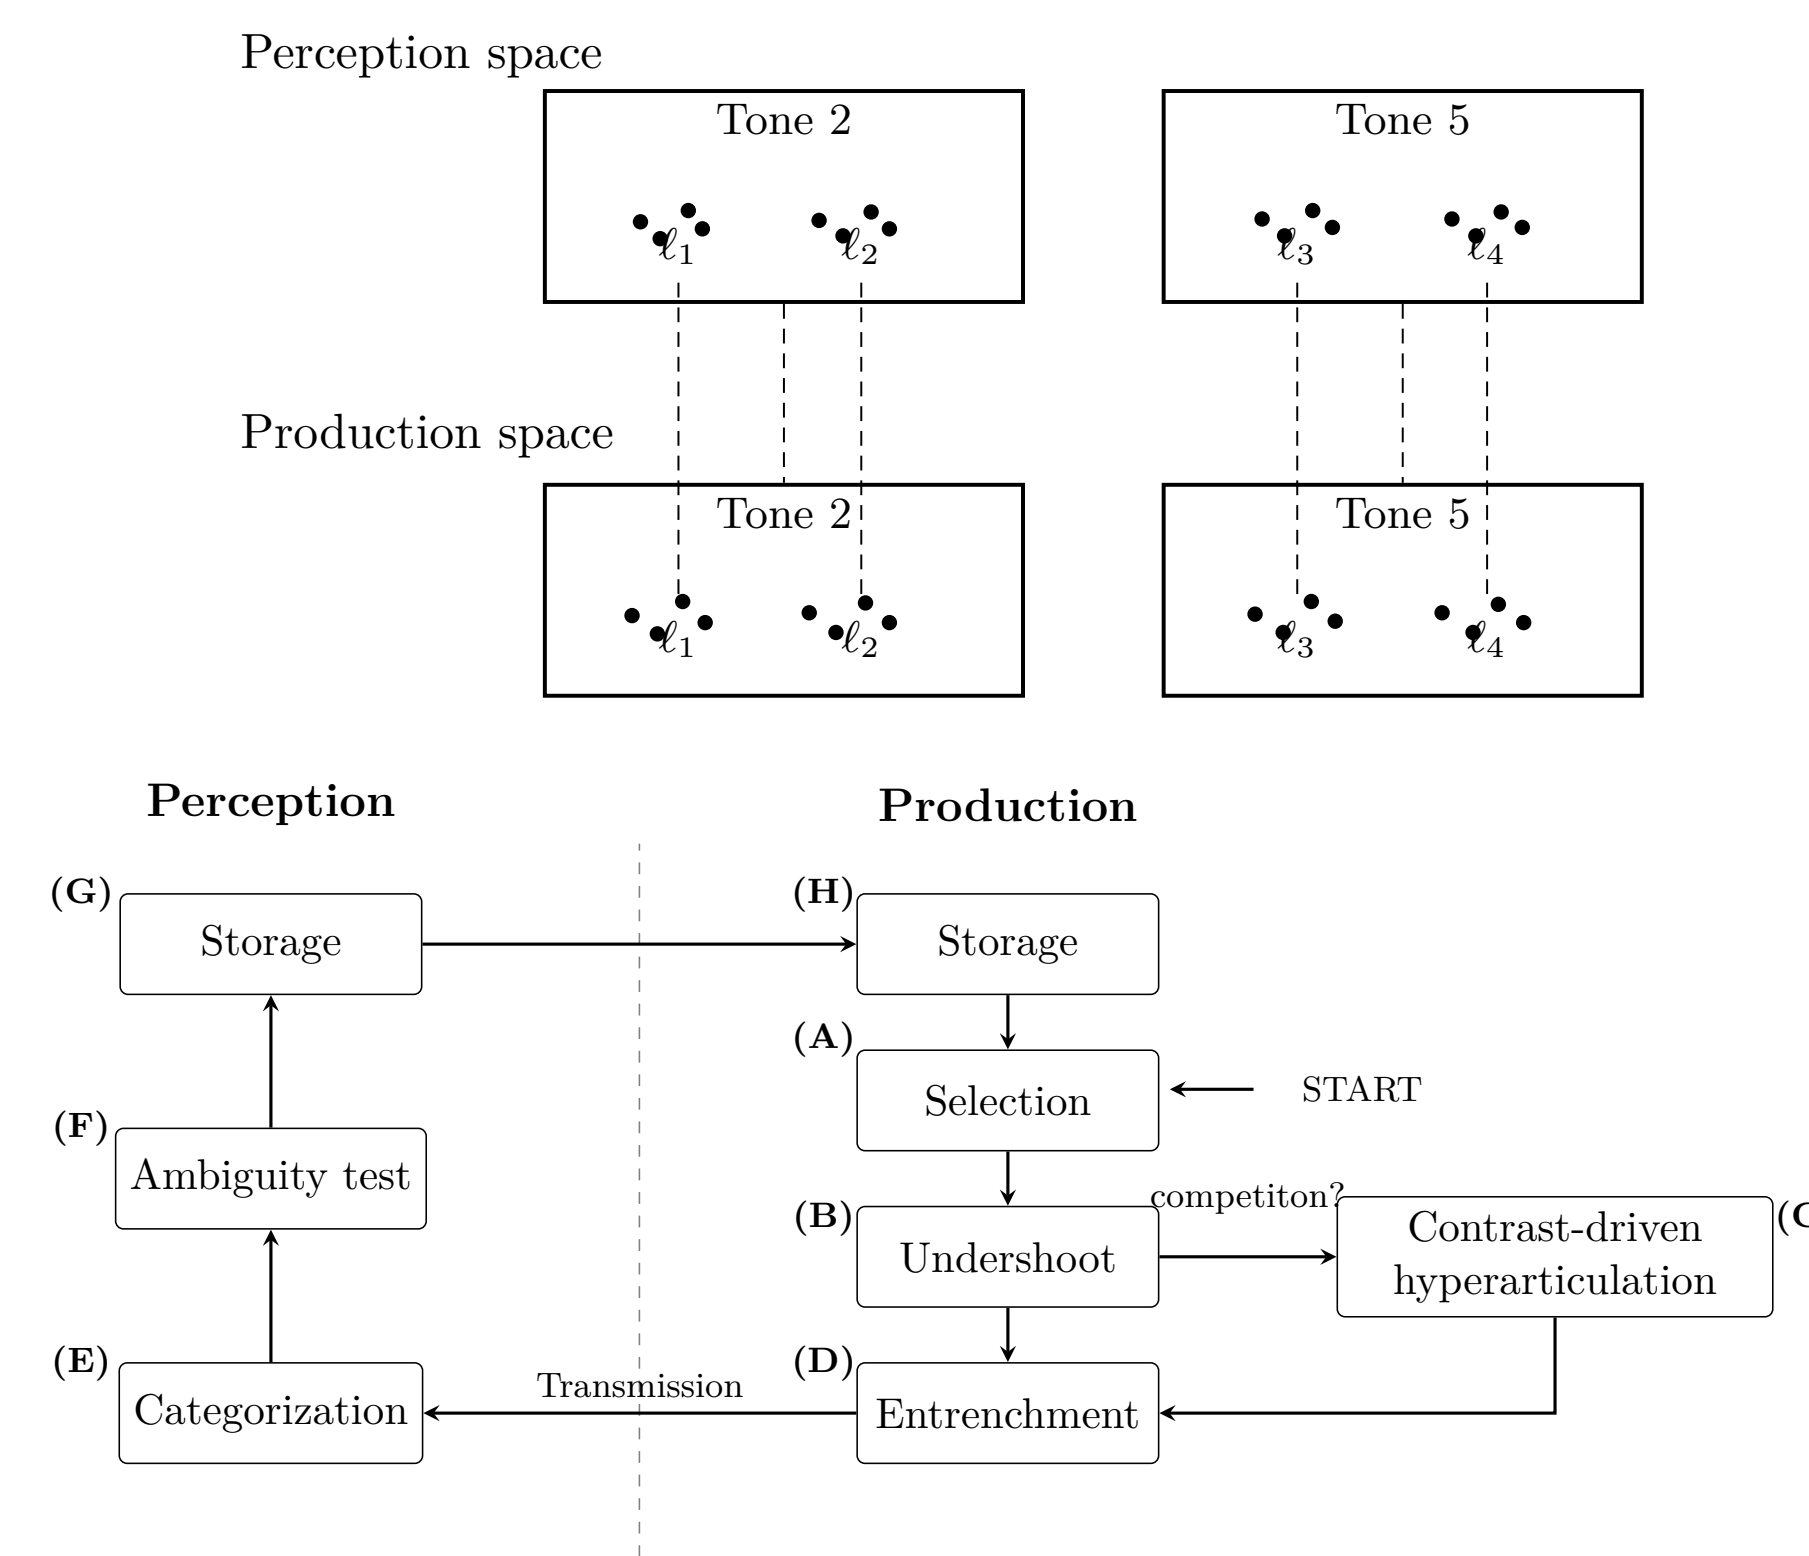 Perception space
Tone 2
Tone 5
ℓ1
ℓ2
ℓ3
ℓ4
Production space
Tone 2
Tone 5
ℓ1
ℓ2
ℓ3
ℓ4
Perception
Production
(G)
Storage
(H)
Storage
(A)
Selection
START
(F)
Ambiguity test
(B)
Undershoot
competiton?
Contrast-driven
hyperarticulation
(E)
Categorization
Transmission
(D)
Entrenchment